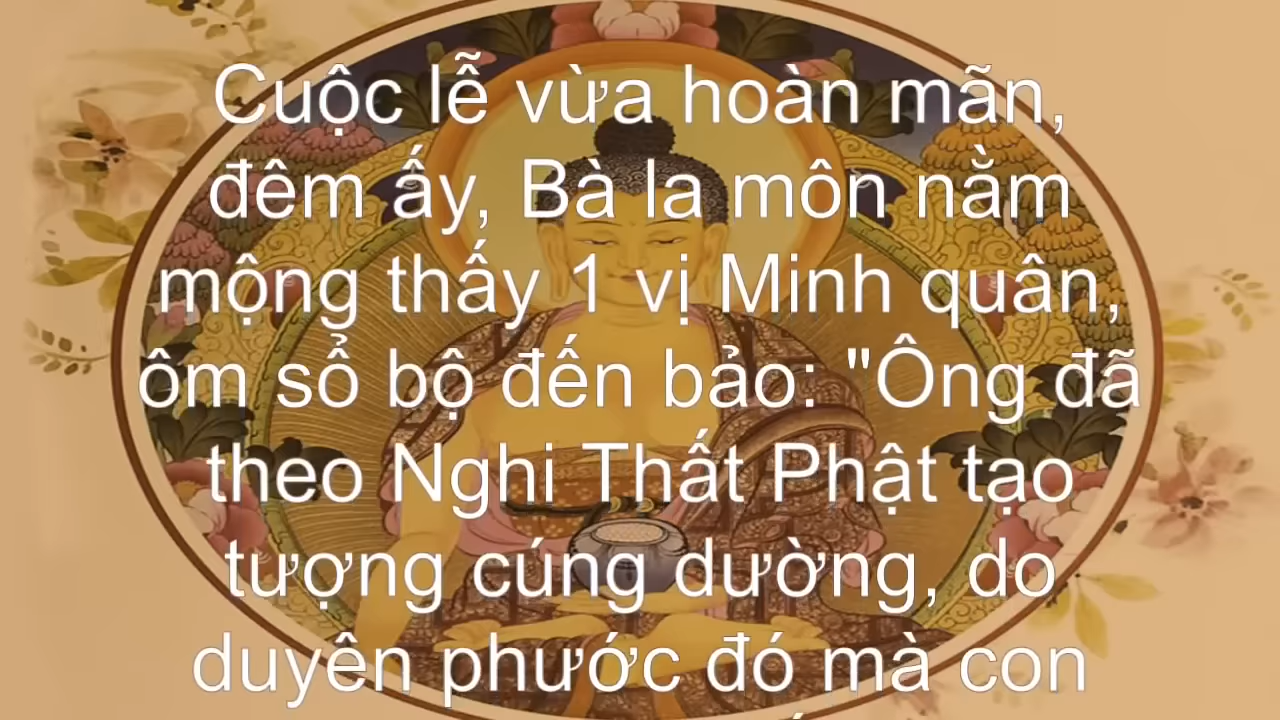 Cuộc lễ vừa hoàn mãn,
đêm ấy, Bà la môn nằm
mộng thấy 1 vị Minh quân,
ôm sổ bộ đến bảo: "Ông đã
theo Nghi Thất Phật tạo
tượng cúng dường, do
duyên phước đó mà con